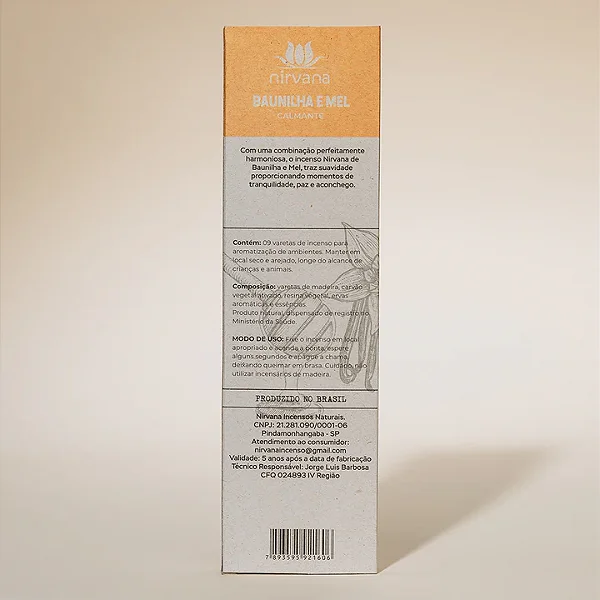 nirvana
BAUNILHA E MEL
CALMANTE
Com uma combinação perfeitamente
harmoniosa, o incenso Nirvana de
Baunilha e Mel, traz suavidade
proporcionando momentos de
tranquilidade, paz e aconchego.
Contém: 09 varetas de incenso para
aromatização de ambientes. Manter em
local seco e arejado, longe do alcance de
crianças e animais.
Composição: varetas de madeira, carvão
vegetal ativado, resina vegetal, ervas
aromáticas e essências.
Produto natural, dispensado de registro do
Ministério da Saúde.
MODO DE USO: Fixe o incenso em local
apropriado e acenda a ponta, espere
alguns segundos e apague a chama,
deixando queimar em brasa. Cuidado, não
utilizar incensários de madeira.
PRODUZIDO NO BRASIL
Nirvana Incensos Naturais.
CNPJ: 21.281.090/0001-06
Pindamonhangaba - SP
Atendimento ao consumidor:
nirvanaincenso@gmail.com
Validade: 5 anos após a data de fabricação
Técnico Responsável: Jorge Luis Barbosa
CFQ 024893 IV Região
7 893595 921606